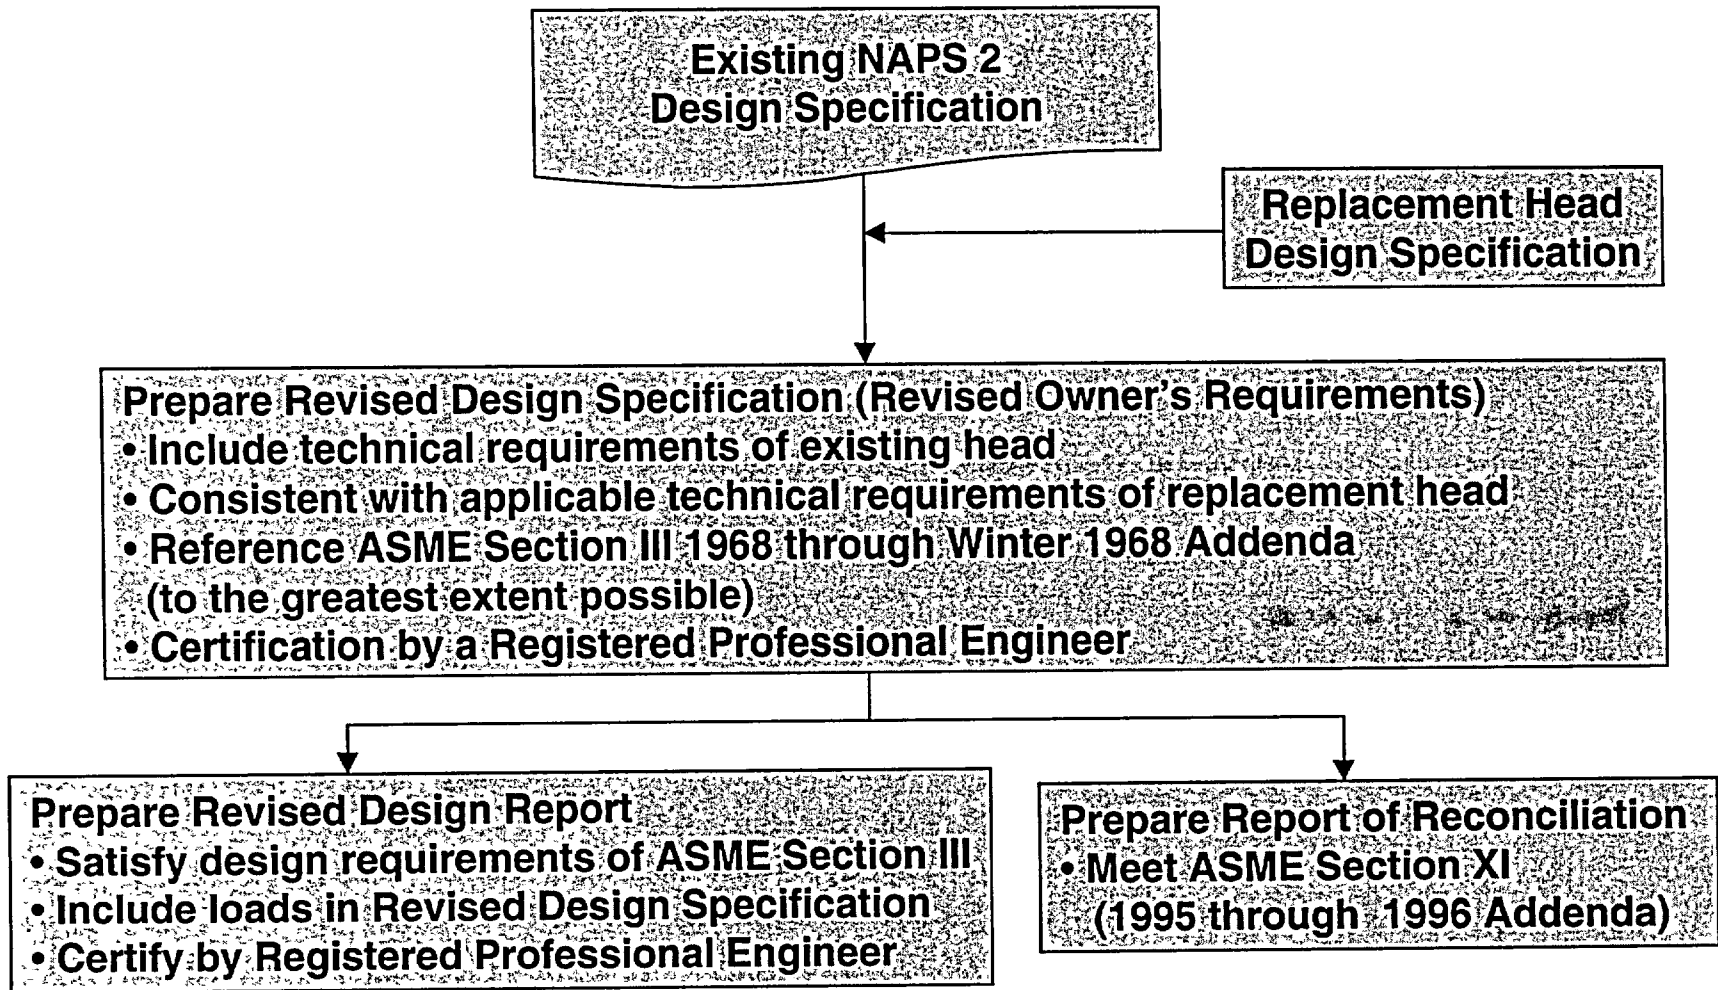 Existing NAPS 2
Design Specification
Replacement Head
Design Specification
Prepare Revised Design Specification (Revised Owner's Requirements)
• Include technical requirements of existing head
• Consistent with applicable technical requirements of replacement head
• Reference ASME Section III 1968 through Winter 1968 Addenda
(to the greatest extent possible)
• Certification by a Registered Professional Engineer
Prepare Revised Design Report
• Satisfy design requirements of ASME Section III
• Include loads in Revised Design Specification
• Certify by Registered Professional Engineer
Prepare Report of Reconciliation
• Meet ASME Section XI
(1995 through 1996 Addenda)